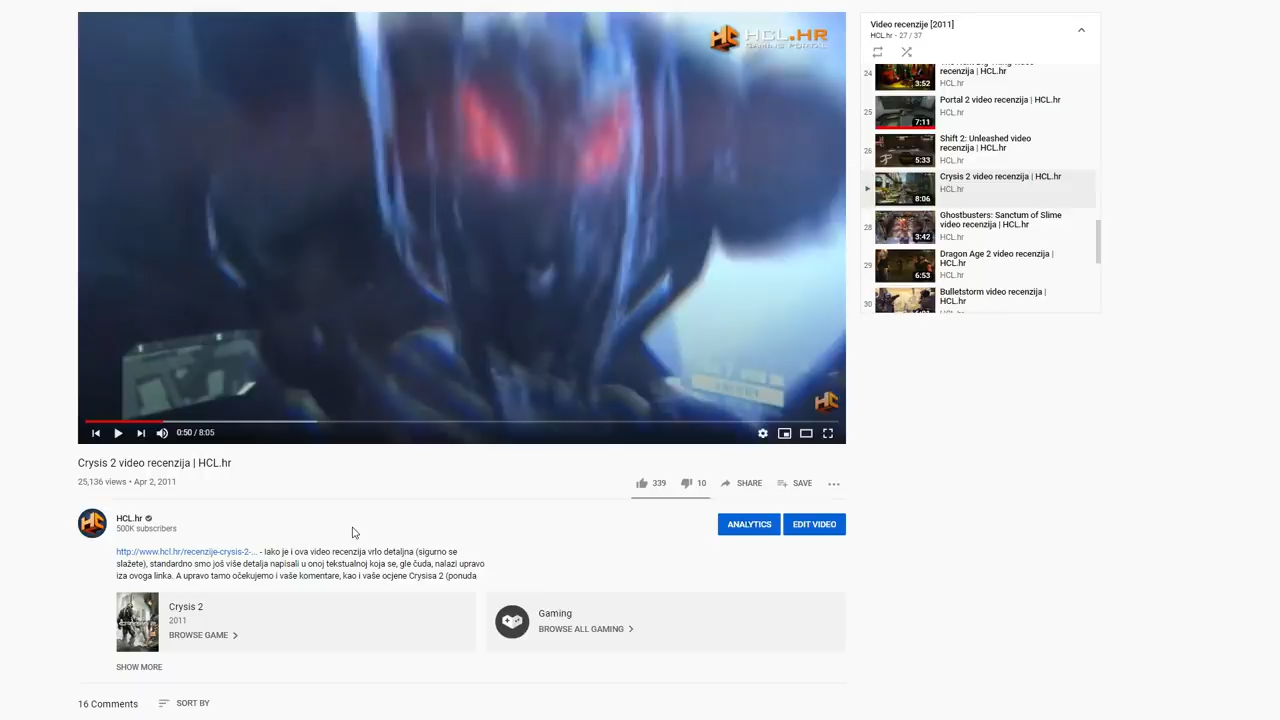 HCL.HR
GAMING PORTAL
0:50 / 8:05
Crysis 2 video recenzija | HCL.hr
25,136 views • Apr 2, 2011
339
10
SHARE
SAVE
HCL.hr
500K subscribers
ANALYTICS
EDIT VIDEO
http://www.hcl.hr/recenzije-crysis-2-... - Iako je i ova video recenzija vrlo detaljna (sigurno se
slažete), standardno smo još više detalja napisali u onoj tekstualnoj koja se, gle čuda, nalazi upravo
iza ovoga linka. A upravo tamo očekujemo i vaše komentare, kao i vaše ocjene Crysisa 2 (ponuda
Crysis 2
2011
BROWSE GAME
Gaming
BROWSE ALL GAMING
SHOW MORE
16 Comments
SORT BY
Video recenzije [2011]
HCL.hr - 27 / 37
24
3:52
recenzija | HCL.hr
HCL.hr
25
7:11
Portal 2 video recenzija | HCL.hr
HCL.hr
26
5:33
Shift 2: Unleashed video
recenzija | HCL.hr
HCL.hr
8:06
Crysis 2 video recenzija | HCL.hr
HCL.hr
28
3:42
Ghostbusters: Sanctum of Slime
video recenzija | HCL.hr
HCL.hr
29
6:53
Dragon Age 2 video recenzija |
HCL.hr
HCL.hr
30
Bulletstorm video recenzija |
HCL.hr